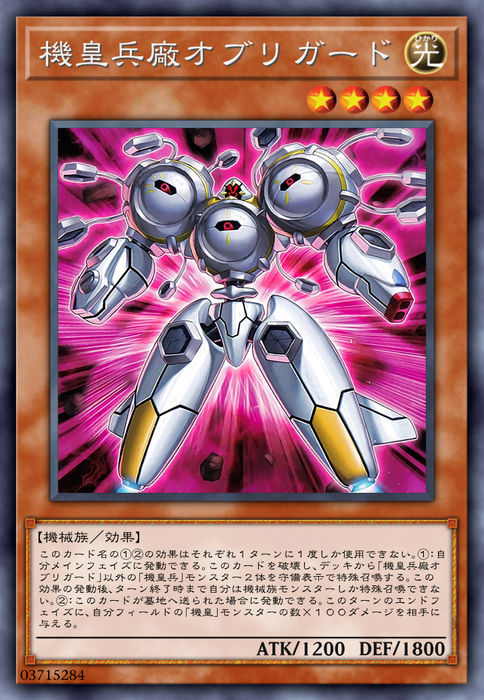 機皇兵廠オブリガード
ひかり
光
【機械族／効果】
このカード名の①②の効果はそれぞれ１ターンに１度しか使用できない。①：自
分メインフェイズに発動できる。このカードを破壊し、デッキから「機皇兵廠オ
ブリガード」以外の「機皇兵」モンスター２体を守備表示で特殊召喚する。この
効果の発動後、ターン終了時まで自分は機械族モンスターしか特殊召喚できな
い。②：このカードが墓地へ送られた場合に発動できる。このターンのエンドフ
ェイズに、自分フィールドの「機皇」モンスターの数×１００ダメージを相手に
与える。
ATK/1200 DEF/1800
03715284